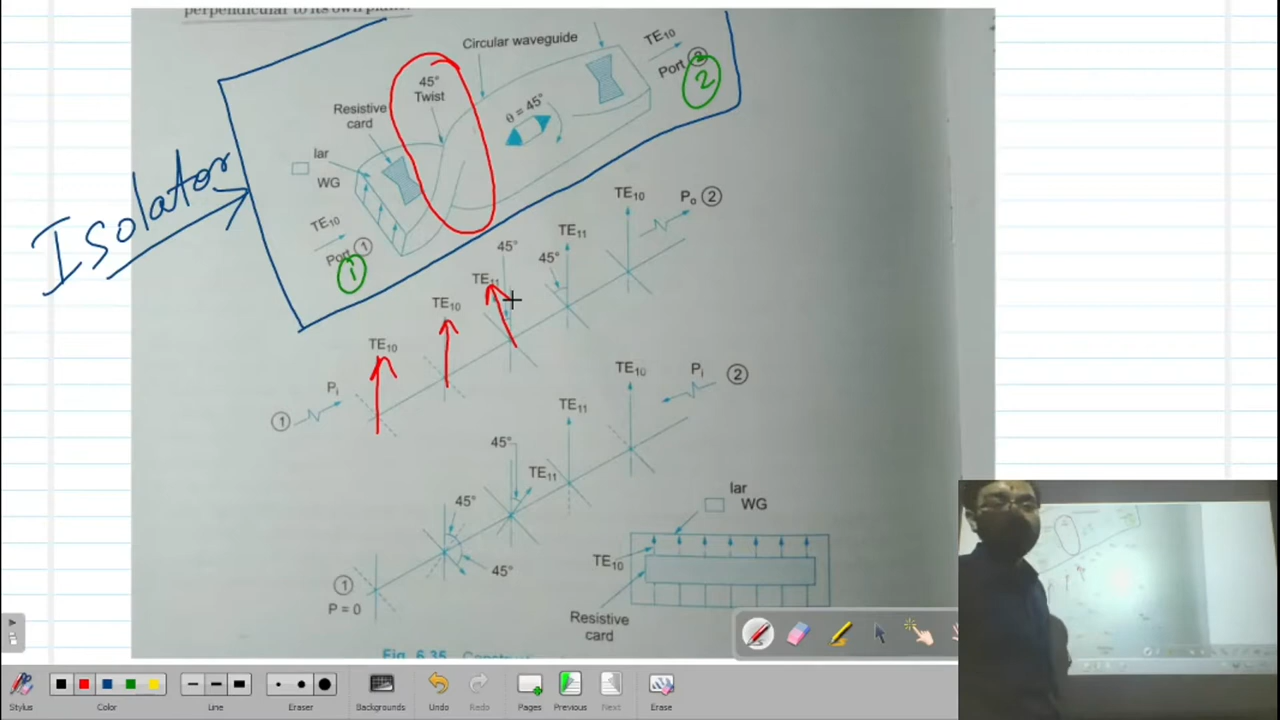 perpendicular to its own plane.
Circular waveguide
TE10
Port ②
2
45°
Twist
Resistive
card
θ = 45°
lar
WG
TE10
Port ①
1
Isolator
TE10
Po ②
TE11
45°
45°
TE11
TE10
TE10
Pi
①
TE10
Pi
②
TE11
45°
TE11
45°
45°
①
P = 0
lar
WG
TE10
Resistive
card
Fig. 6.35
Stylus
Color
Line
Eraser
Backgrounds
Undo
Redo
Pages
Previous
Next
Erase